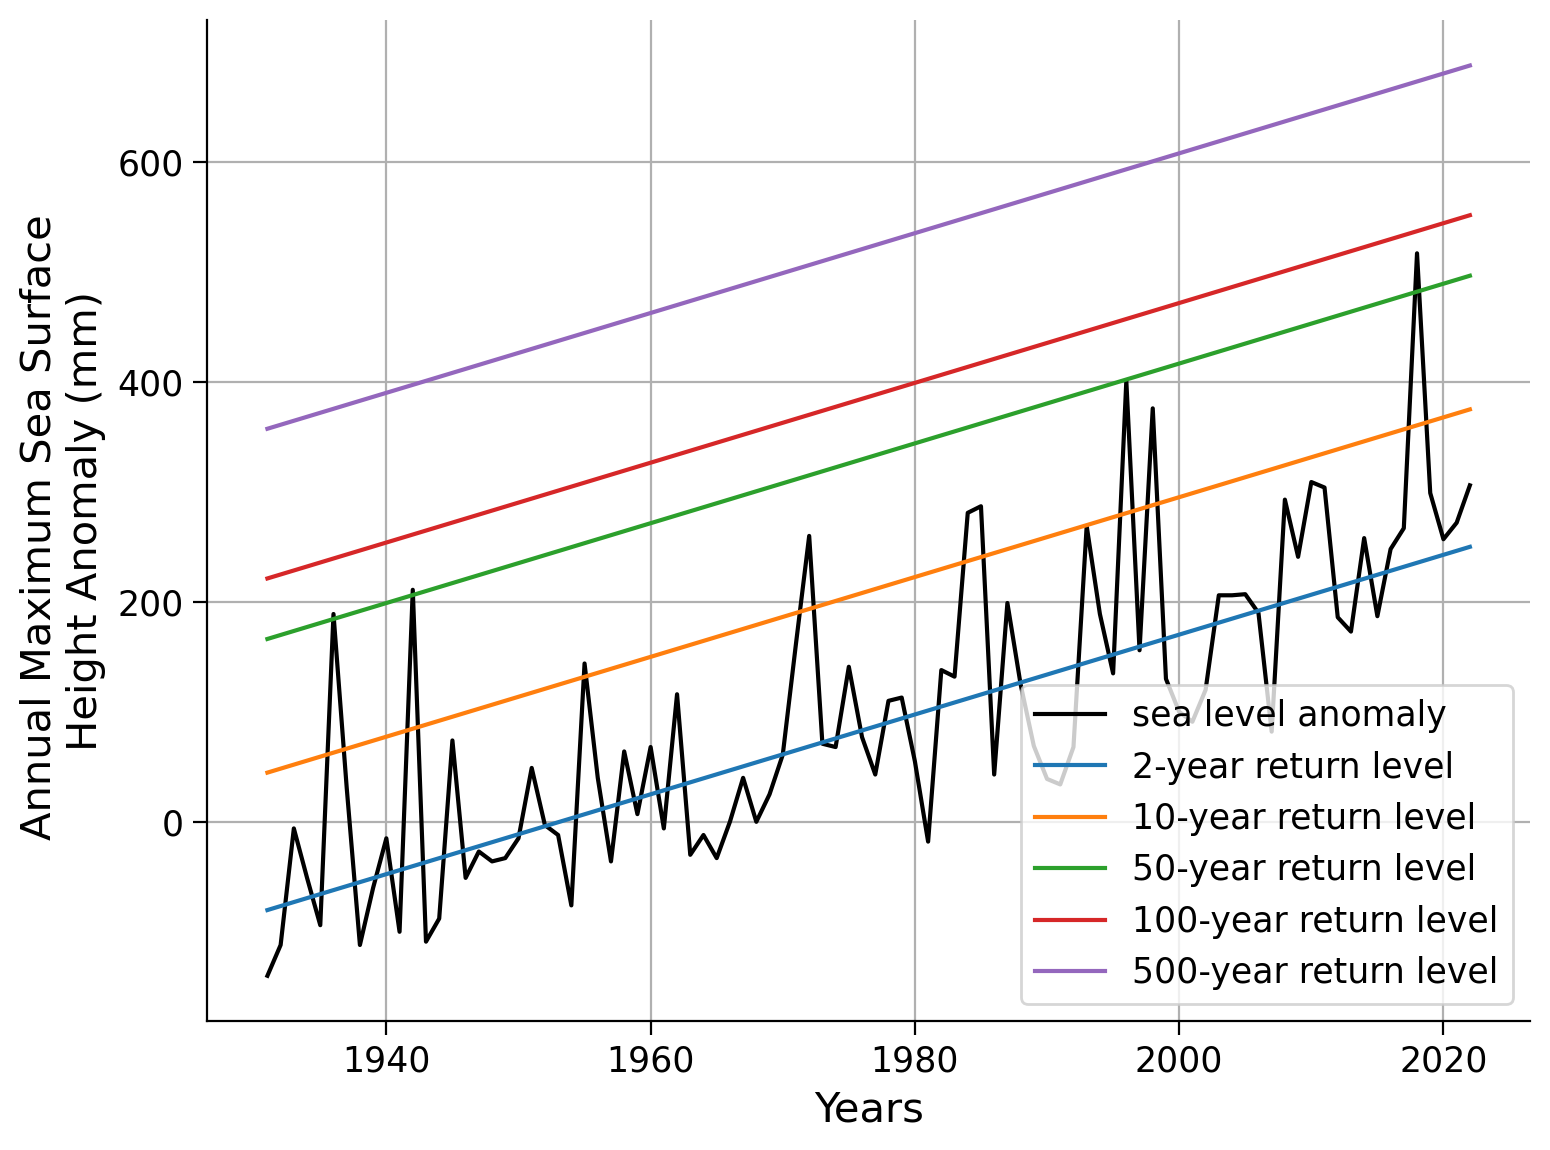 Annual Maximum Sea Surface
Height Anomaly (mm)
600
400
200
0
sea level anomaly
2-year return level
10-year return level
50-year return level
100-year return level
500-year return level
1940
1960
1980
2000
2020
Years